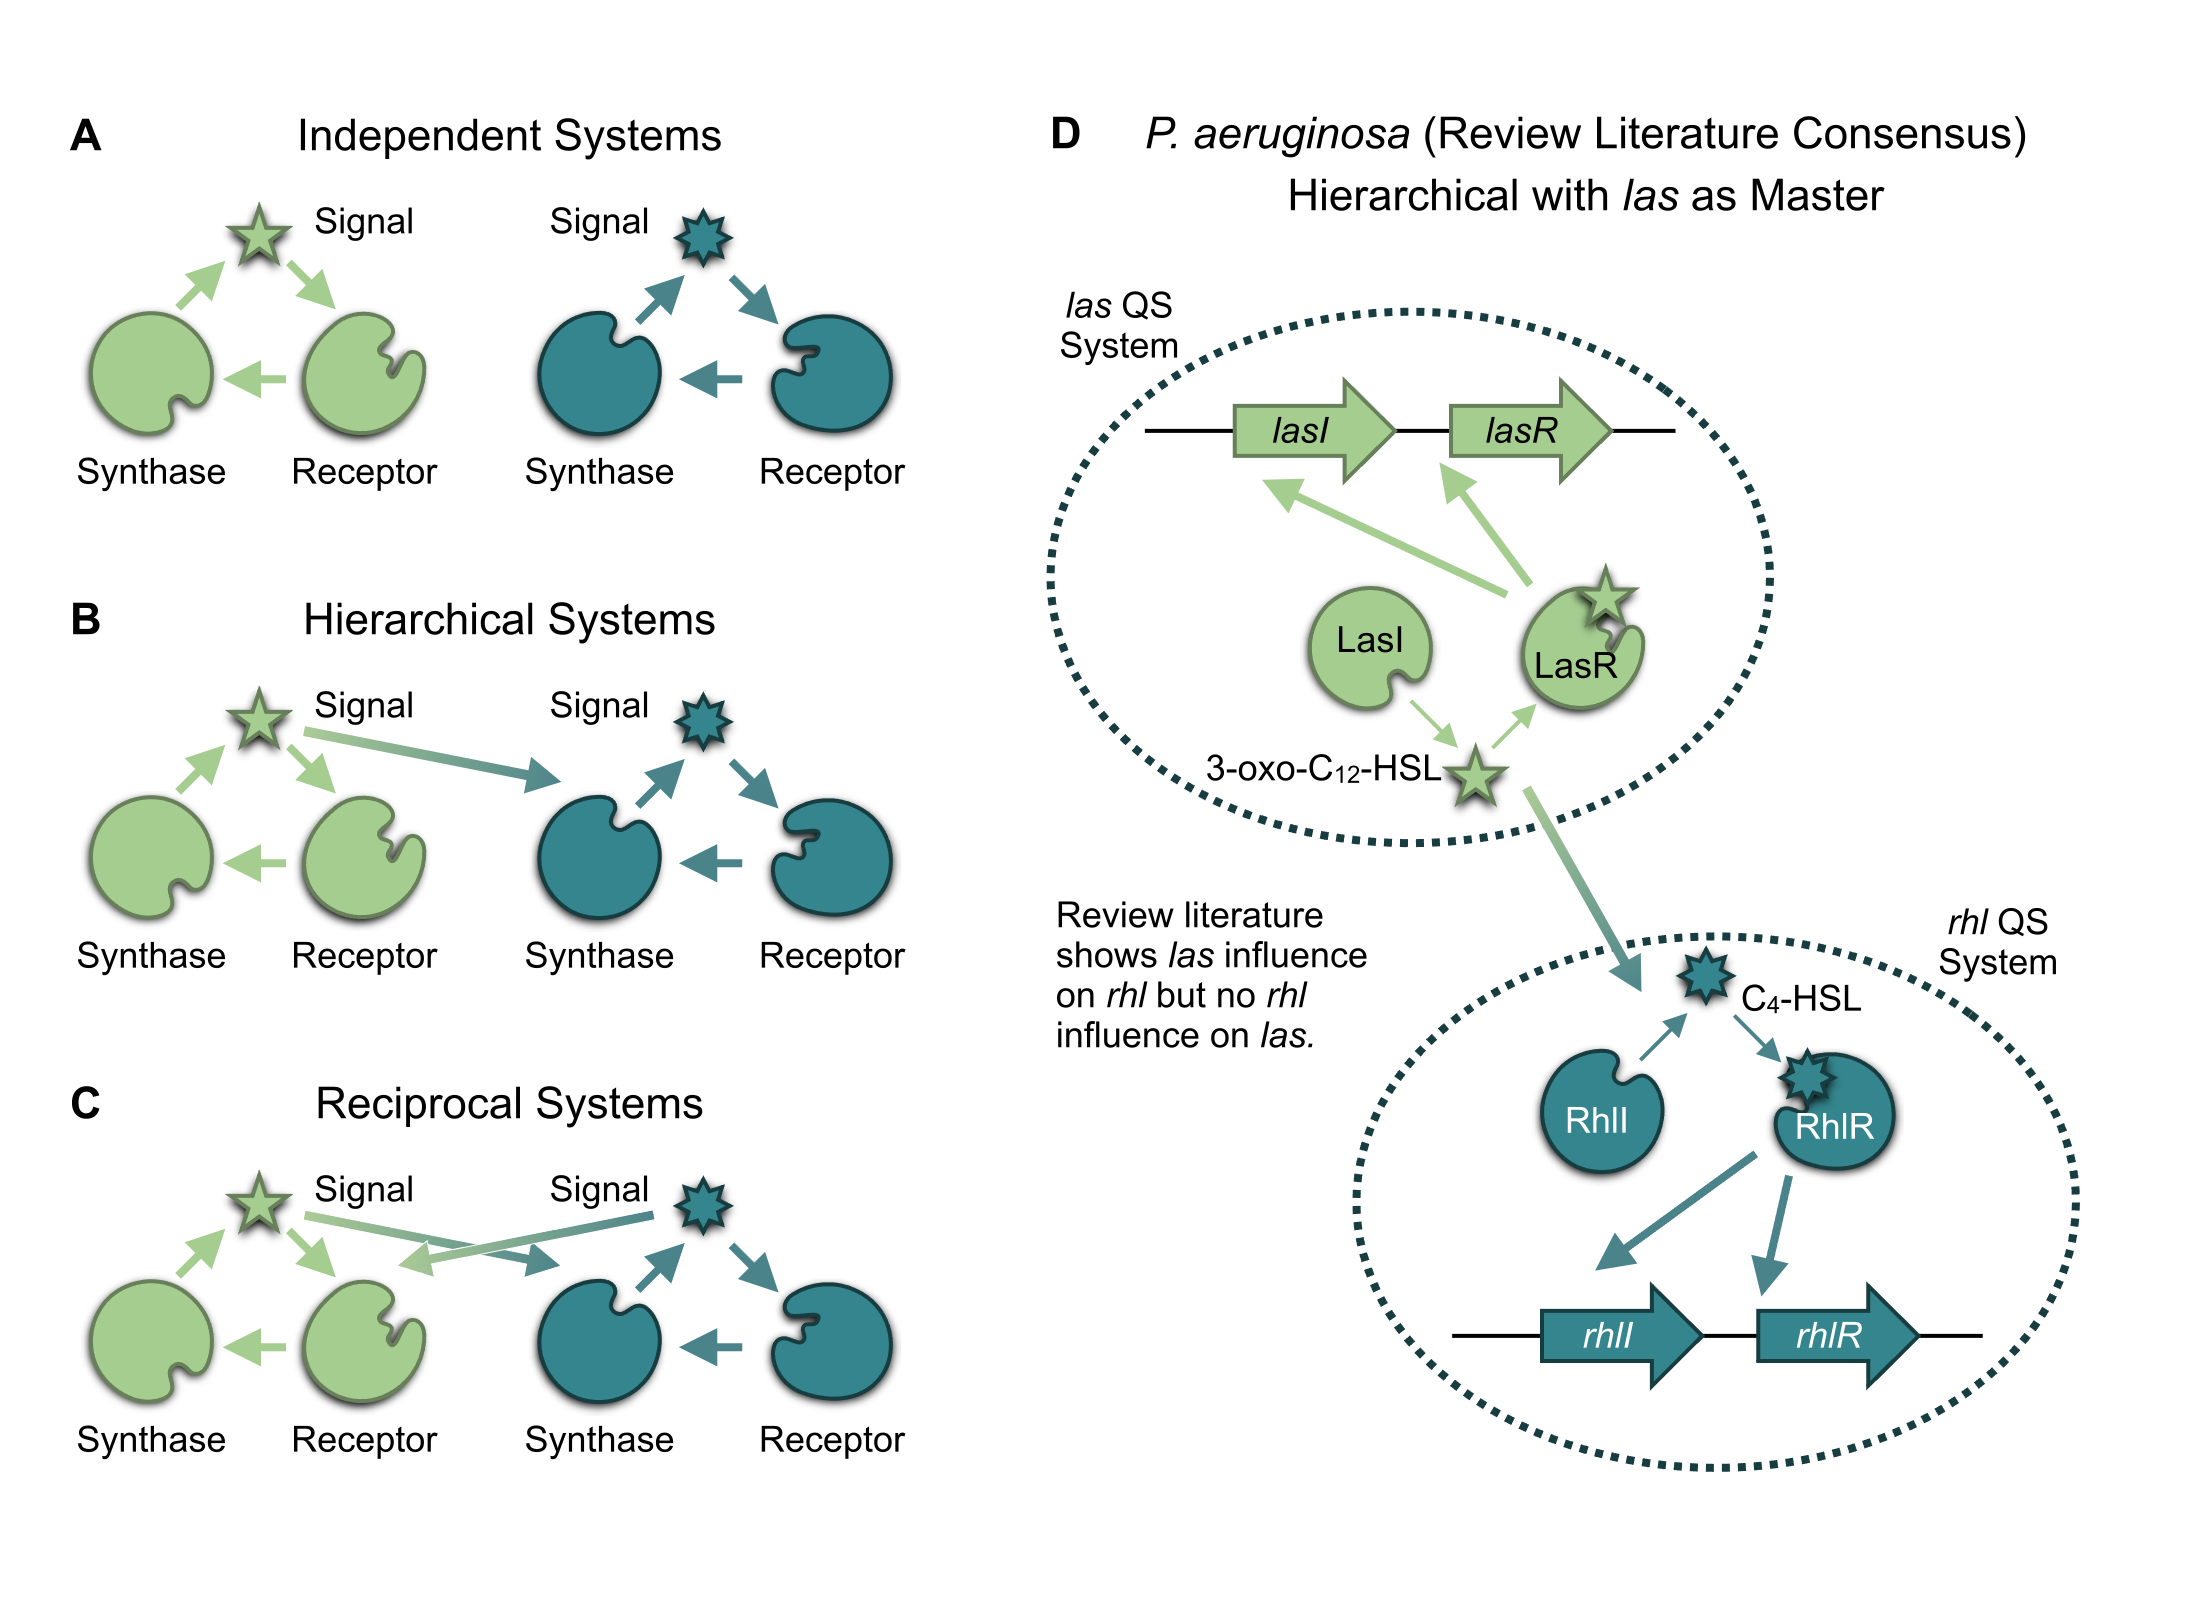 A Independent Systems
Signal Signal
Synthase Receptor Synthase Receptor
B Hierarchical Systems
Signal Signal
Synthase Receptor Synthase Receptor
C Reciprocal Systems
Signal Signal
Synthase Receptor Synthase Receptor
D P. aeruginosa (Review Literature Consensus)
Hierarchical with las as Master
las QS
System
lasI lasR
LasI
LasR
3-oxo-C₁₂-HSL
Review literature
shows las influence
on rhl but no rhl
influence on las.
rhl QS
System
C₄-HSL
RhlI
RhlR
rhlI rhlR